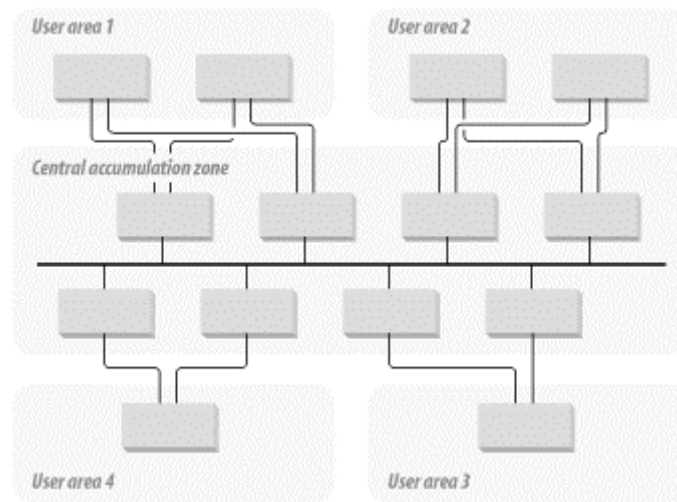 User area 1
User area 2
Central accumulation zone
User area 4
User area 3